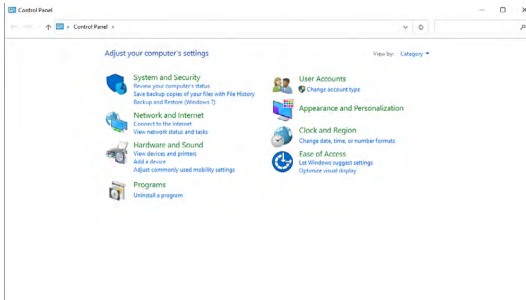 Control Panel
Control Panel
Adjust your computer's settings
View by: Category
System and Security
Review your computer's status
Save backup copies of your files with File History
Backup and Restore (Windows 7)
Network and Internet
Connect to the Internet
View network status and tasks
Hardware and Sound
View devices and printers
Add a device
Adjust commonly used mobility settings
Programs
Uninstall a program
User Accounts
Change account type
Appearance and Personalization
Clock and Region
Change date, time, or number formats
Ease of Access
Let Windows suggest settings
Optimize visual display